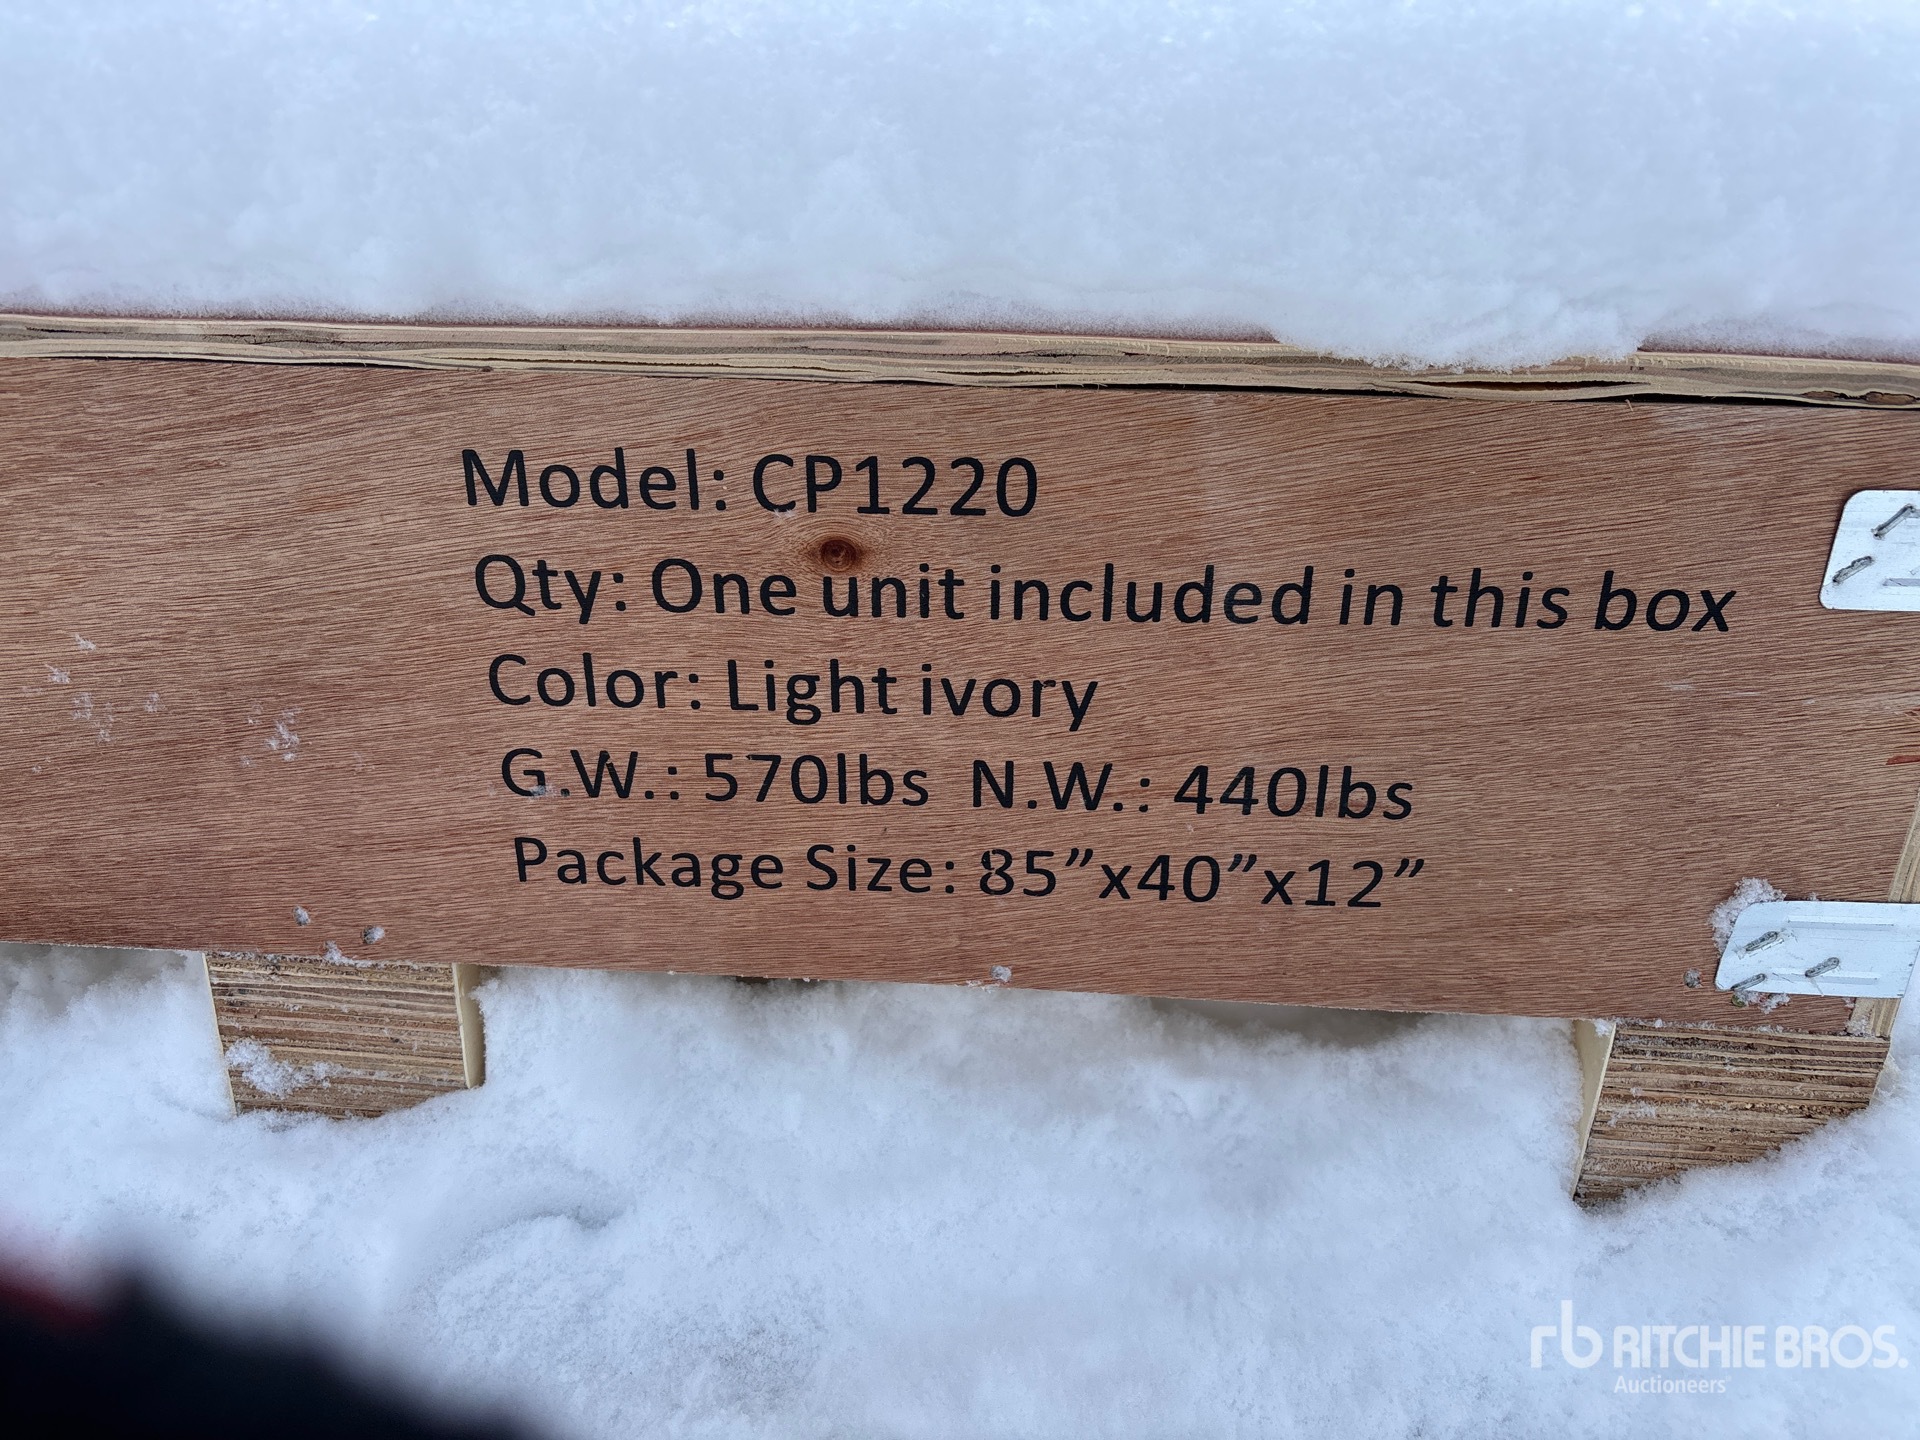 Model: CP1220
Qty: One unit included in this box
Color: Light ivory
G.W.: 570lbs N.W.: 440lbs
Package Size: 85”x40”x12”
rb RITCHIE BROS.
Auctioneers